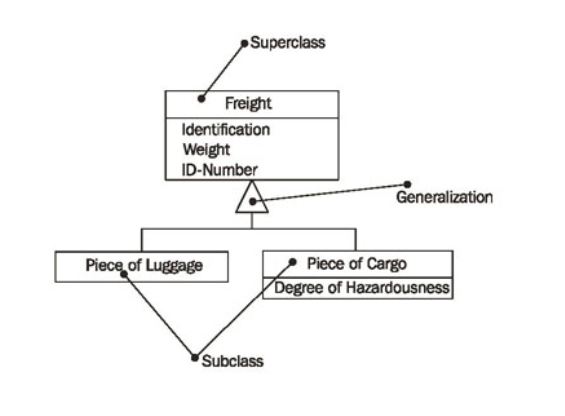 Superclass
Freight
Identification
Weight
ID-Number
Generalization
Piece of Luggage
Piece of Cargo
Degree of Hazardousness
Subclass